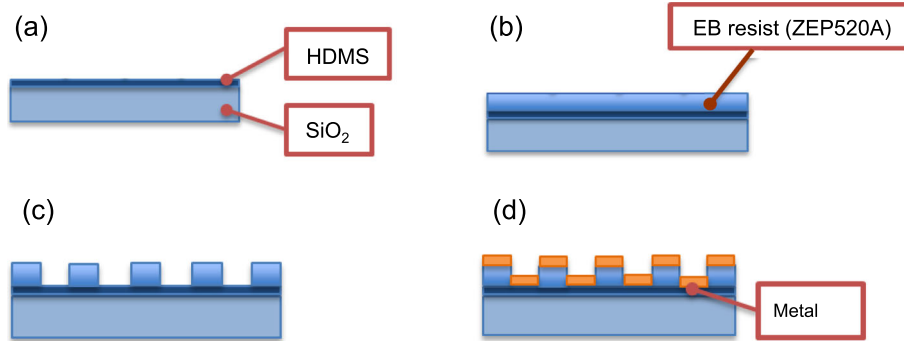 (a)
HDMS
SiO₂
(b)
EB resist (ZEP520A)
(c)
(d)
Metal